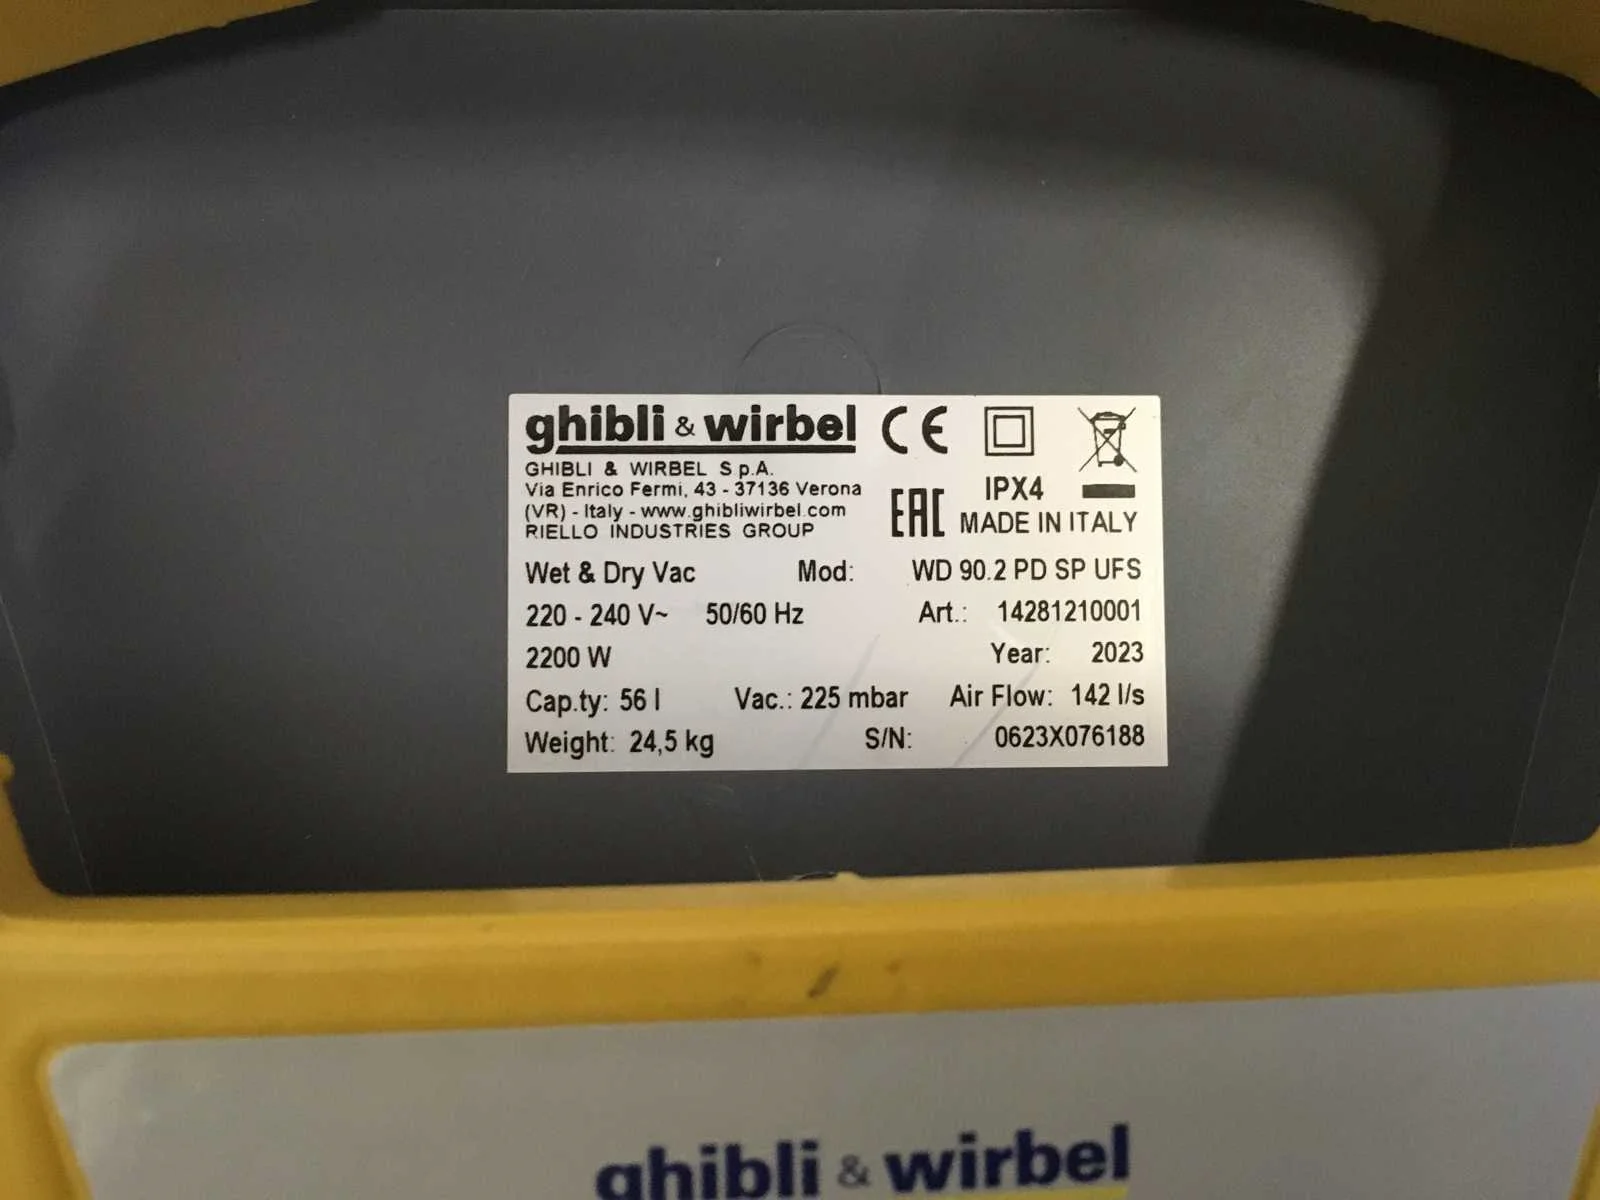 ghibli & wirbel CE
GHIBLI & WIRBEL S.p.A.
Via Enrico Fermi, 43 - 37136 Verona
(VR) - Italy - www.ghibliwirbel.com
RIELLO INDUSTRIES GROUP
EAC IPX4
MADE IN ITALY
Wet & Dry Vac Mod: WD 90.2 PD SP UFS
220 - 240 V~ 50/60 Hz Art.: 14281210001
2200 W Year: 2023
Cap.ty: 56 l Vac.: 225 mbar Air Flow: 142 l/s
Weight: 24,5 kg S/N: 0623X076188
ghibli & wirbel